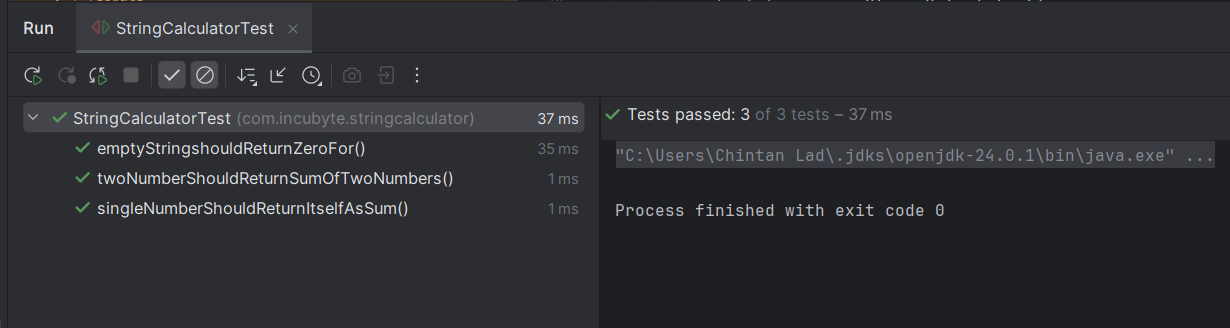 Run StringCalculatorTest
StringCalculatorTest (com.incubyte.stringcalculator) 37 ms
emptyStringshouldReturnZeroFor() 35 ms
twoNumberShouldReturnSumOfTwoNumbers() 1 ms
singleNumberShouldReturnItselfAsSum() 1 ms
Tests passed: 3 of 3 tests – 37 ms
"C:\Users\Chintan Lad\.jdks\openjdk-24.0.1\bin\java.exe" ...
Process finished with exit code 0